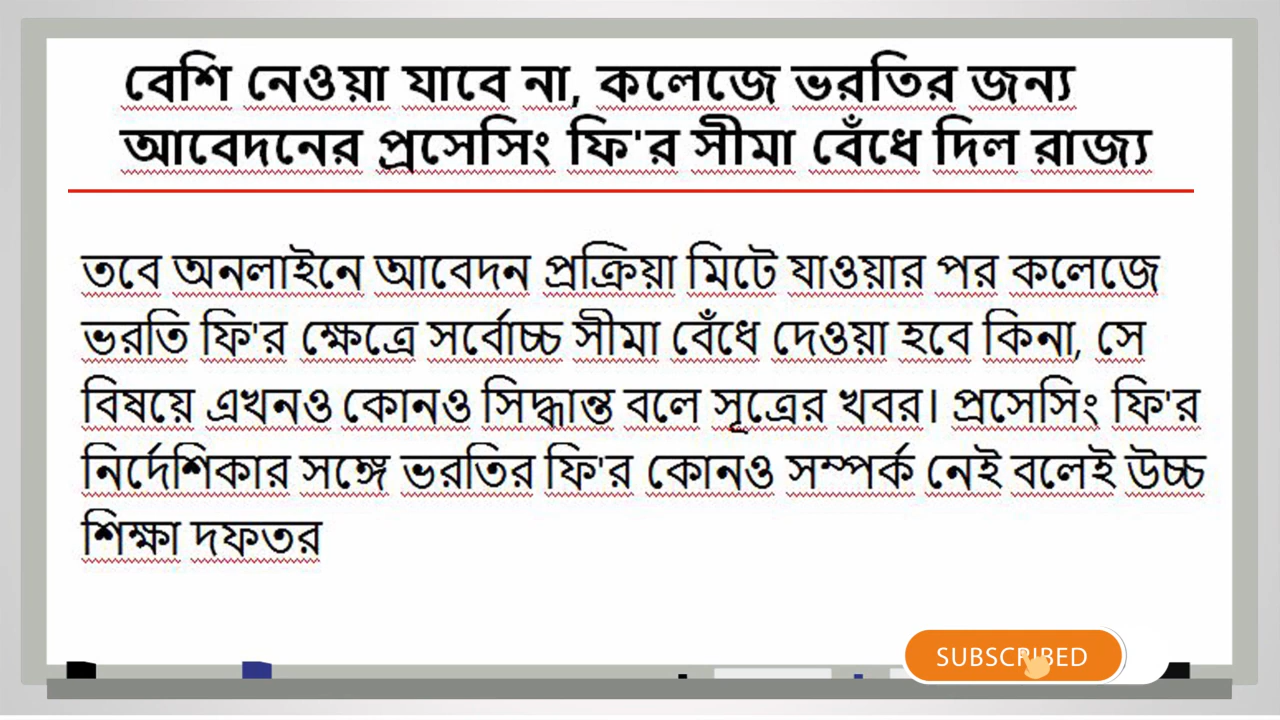 বেশি নেওয়া যাবে না, কলেজে ভরতির জন্য
আবেদনের প্রসেসিং ফি'র সীমা বেঁধে দিল রাজ্য
তবে অনলাইনে আবেদন প্রক্রিয়া মিটে যাওয়ার পর কলেজে
ভরতি ফি'র ক্ষেত্রে সর্বোচ্চ সীমা বেঁধে দেওয়া হবে কিনা, সে
বিষয়ে এখনও কোনও সিদ্ধান্ত বলে সূত্রের খবর। প্রসেসিং ফি'র
নির্দেশিকার সঙ্গে ভরতির ফি'র কোনও সম্পর্ক নেই বলেই উচ্চ
শিক্ষা দফতর
SUBSCRIBED